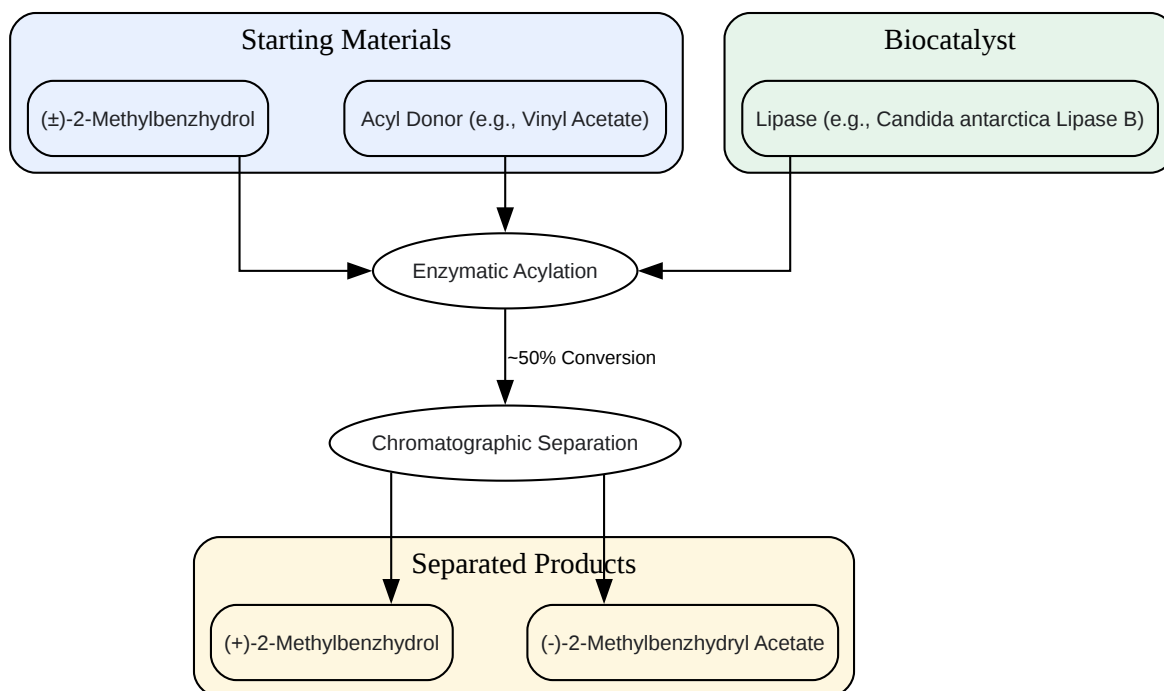 Starting Materials
Biocatalyst
(±)-2-Methylbenzhydrol
Acyl Donor (e.g., Vinyl Acetate)
Lipase (e.g., Candida antarctica Lipase B)
Enzymatic Acylation
~50% Conversion
Chromatographic Separation
Separated Products
(+)-2-Methylbenzhydrol
(-)-2-Methylbenzhydryl Acetate